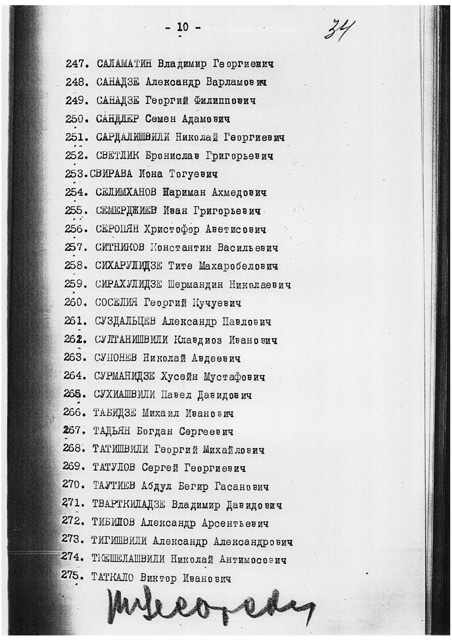 - 10 -
34
247. САЛАМАТИН Владимир Георгиевич
248. САНАДЗЕ Александр Варламович
249. САНАДЗЕ Георгий Филиппович
250. САНДЛЕР Семен Адамович
251. САРДАЛИШВИЛИ Николай Георгиевич
252. СВЕТЛИК Бронислав Григорьевич
253.СВИРАВА Иона Тогуевич
254. СЕЛИМХАНОВ Нариман Ахмедович
255. СЕМЕРДЖИЕВ Иван Григорьевич
256. СЕРОПЯН Христофор Аветисович
257. СИТНИКОВ Константин Васильевич
258. СИХАРУЛИДЗЕ Тите Махаробелович
259. СИРАХУЛИДЗЕ Шермандин Николаевич
260. СОСЕЛИЯ Георгий Кучуевич
261. СУЗДАЛЬЦЕВ Александр Павлович
262. СУЛТАНИШВИЛИ Клавдиоз Иванович
263. СУПОНЕВ Николай Авдеевич
264. СУРМАНИДЗЕ Хусейн Мустафович
265. СУХИАШВИЛИ Павел Давидович
266. ТАБИДЗЕ Михаил Иванович
267. ТАДЬЯН Богдан Сергеевич
268. ТАТИШВИЛИ Георгий Михайлович
269. ТАТУЛОВ Сергей Георгиевич
270. ТАУТИЕВ Абдул Бегир Гасанович
271. ТВАРТКИЛАДЗЕ Владимир Давидович
272. ТИБИЛОВ Александр Арсентьевич
273. ТИГИШВИЛИ Александр Александрович
274. ТКЕШЕЛАШВИЛИ Николай Антимосович
275. ТАТКАЛО Виктор Иванович